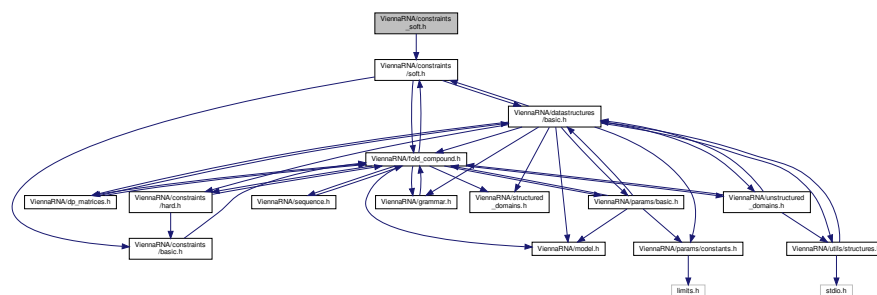 ViennaRNA/constraints
_soft.h
ViennaRNA/constraints
/soft.h
ViennaRNA/datastructures
/basic.h
ViennaRNA/fold_compound.h
ViennaRNA/dp_matrices.h
ViennaRNA/constraints
/hard.h
ViennaRNA/sequence.h
ViennaRNA/grammar.h
ViennaRNA/structured
_domains.h
ViennaRNA/params/basic.h
ViennaRNA/unstructured
_domains.h
ViennaRNA/constraints
/basic.h
ViennaRNA/model.h
ViennaRNA/params/constants.h
ViennaRNA/utils/structures.h
limits.h
stdio.h